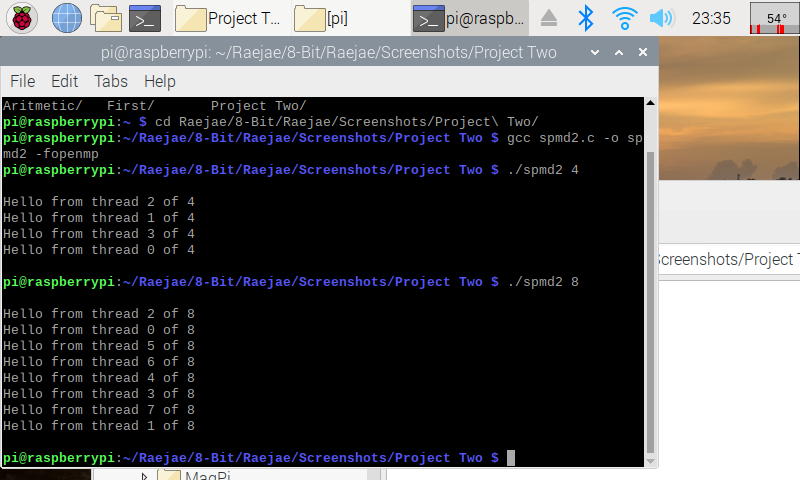 Project T...
[pi]
pi@raspb...
23:35
54°
pi@raspberrypi: ~/Raejae/8-Bit/Raejae/Screenshots/Project Two
File Edit Tabs Help
Aritmetic/ First/ Project Two/
pi@raspberrypi:~ $ cd Raejae/8-Bit/Raejae/Screenshots/Project\ Two/
pi@raspberrypi:~/Raejae/8-Bit/Raejae/Screenshots/Project Two $ gcc spmd2.c -o sp
md2 -fopenmp
pi@raspberrypi:~/Raejae/8-Bit/Raejae/Screenshots/Project Two $ ./spmd2 4
Hello from thread 2 of 4
Hello from thread 1 of 4
Hello from thread 3 of 4
Hello from thread 0 of 4
pi@raspberrypi:~/Raejae/8-Bit/Raejae/Screenshots/Project Two $ ./spmd2 8
Hello from thread 2 of 8
Hello from thread 0 of 8
Hello from thread 5 of 8
Hello from thread 6 of 8
Hello from thread 4 of 8
Hello from thread 3 of 8
Hello from thread 7 of 8
Hello from thread 1 of 8
pi@raspberrypi:~/Raejae/8-Bit/Raejae/Screenshots/Project Two $
Screenshots/Project
MagPi